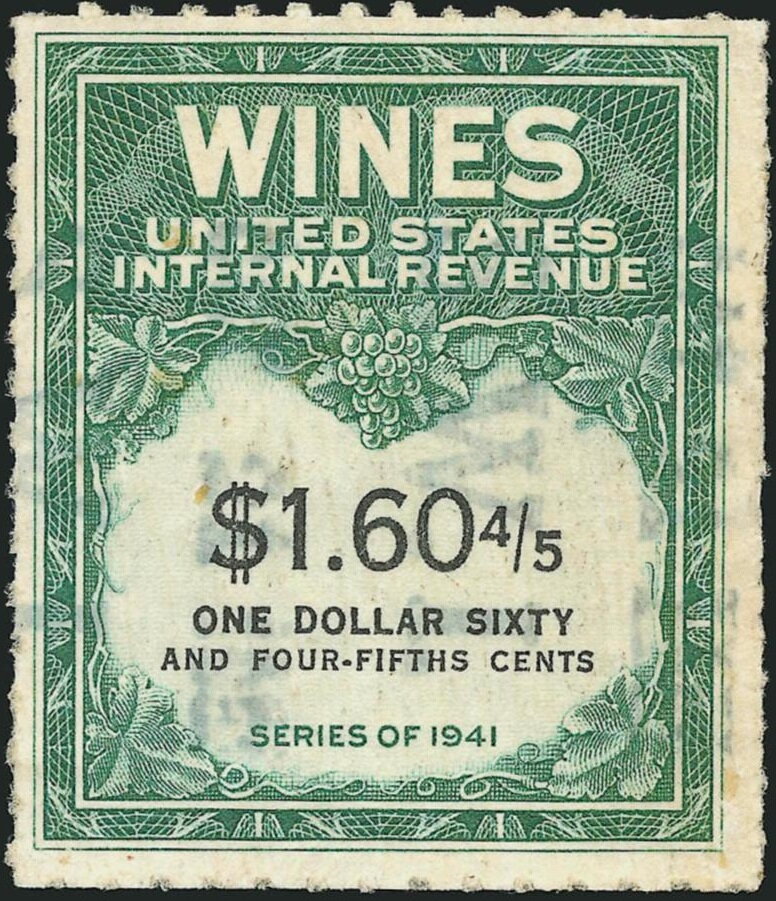 WINES
UNITED STATES
INTERNAL REVENUE
$1.60 4/5
ONE DOLLAR SIXTY
AND FOUR-FIFTHS CENTS
SERIES OF 1941